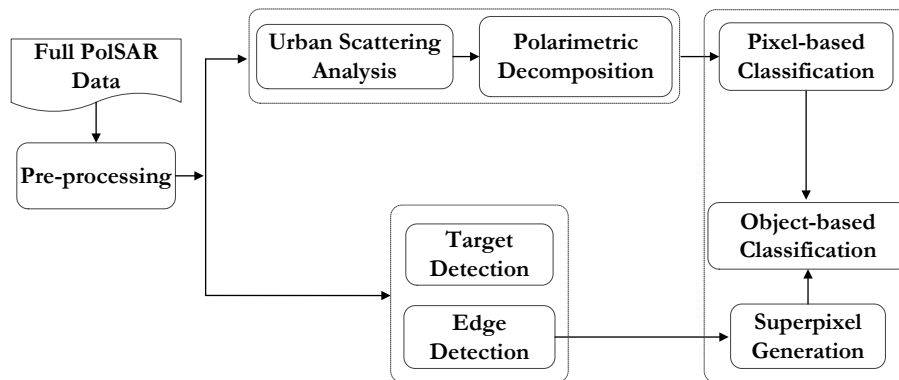 Full PolSAR
Data
Pre-processing
Urban Scattering
Analysis
Polarimetric
Decomposition
Pixel-based
Classification
Object-based
Classification
Target
Detection
Edge
Detection
Superpixel
Generation